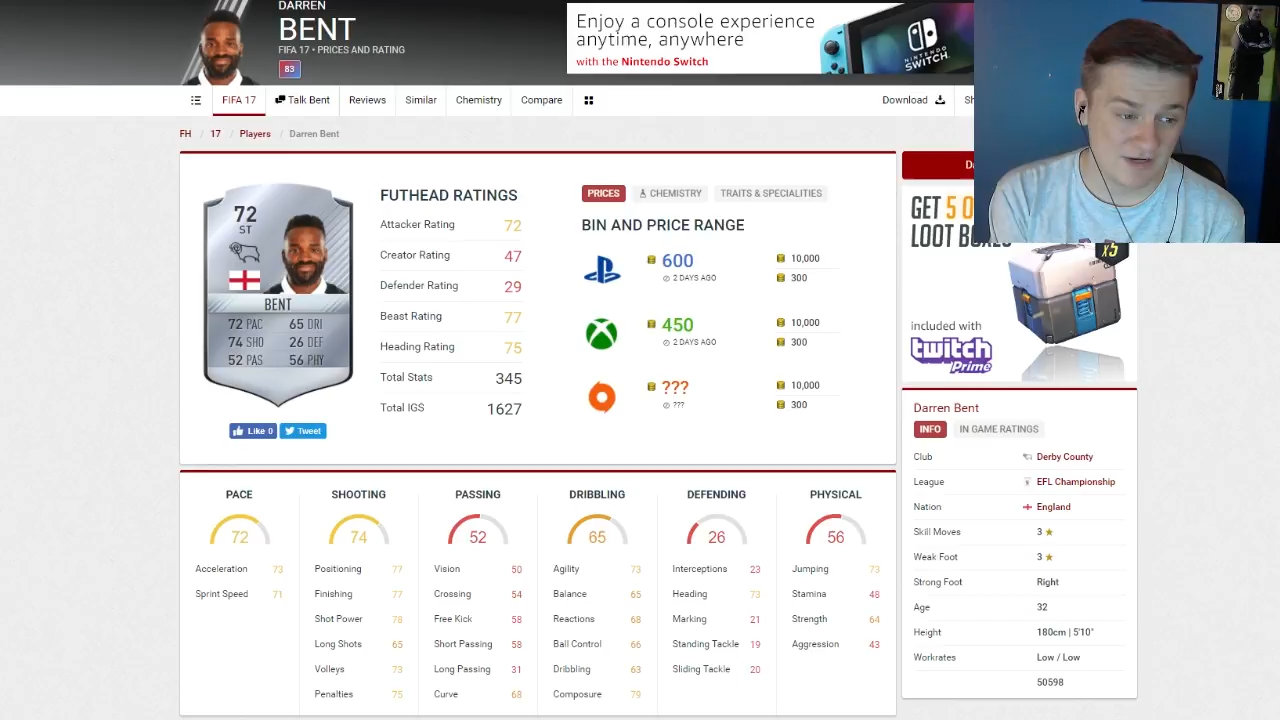 DARREN
BENT
FIFA 17 • PRICES AND RATING
83
Enjoy a console experience
anytime, anywhere
with the Nintendo Switch
NINTENDO
SWITCH
FIFA 17
Talk Bent
Reviews
Similar
Chemistry
Compare
Download
Sh
FH / 17 / Players / Darren Bent
72
ST
BENT
72 PAC 65 DRI
74 SHO 26 DEF
52 PAS 56 PHY
Like 0
Tweet
FUTHEAD RATINGS
Attacker Rating 72
Creator Rating 47
Defender Rating 29
Beast Rating 77
Heading Rating 75
Total Stats 345
Total IGS 1627
PRICES
CHEMISTRY
TRAITS & SPECIALITIES
BIN AND PRICE RANGE
600 10,000
2 DAYS AGO 300
450 10,000
2 DAYS AGO 300
??? 10,000
??? 300
Da
GET 5 O
LOOT BO
x5
included with
twitch
Prime
Darren Bent
INFO
IN GAME RATINGS
Club Derby County
League EFL Championship
Nation England
Skill Moves 3
Weak Foot 3
Strong Foot Right
Age 32
Height 180cm | 5'10"
Workrates Low / Low
50598
PACE
72
Acceleration 73
Sprint Speed 71
SHOOTING
74
Positioning 77
Finishing 77
Shot Power 78
Long Shots 65
Volleys 73
Penalties 75
PASSING
52
Vision 50
Crossing 54
Free Kick 58
Short Passing 58
Long Passing 31
Curve 68
DRIBBLING
65
Agility 73
Balance 65
Reactions 68
Ball Control 66
Dribbling 63
Composure 79
DEFENDING
26
Interceptions 23
Heading 73
Marking 21
Standing Tackle 19
Sliding Tackle 20
PHYSICAL
56
Jumping 73
Stamina 48
Strength 64
Aggression 43